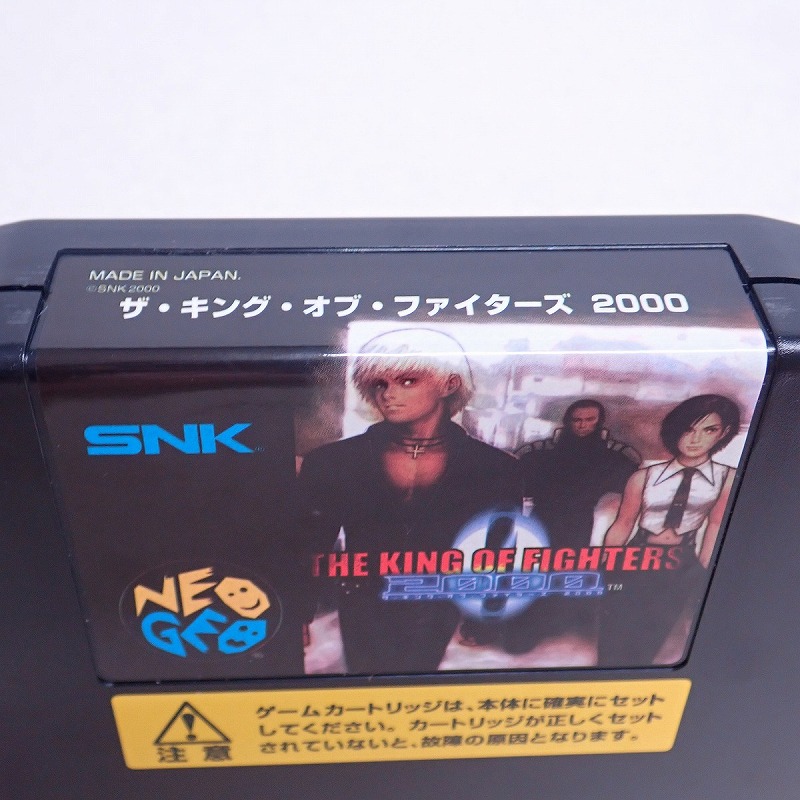 MADE IN JAPAN.
©SNK 2000
ザ・キング・オブ・ファイターズ 2000
SNK
THE KING OF FIGHTERS
2000 TM
NEO
GEO
ゲームカートリッジは、本体に確実にセット
してください。カートリッジが正しくセット
されていないと、故障の原因となります。
注意